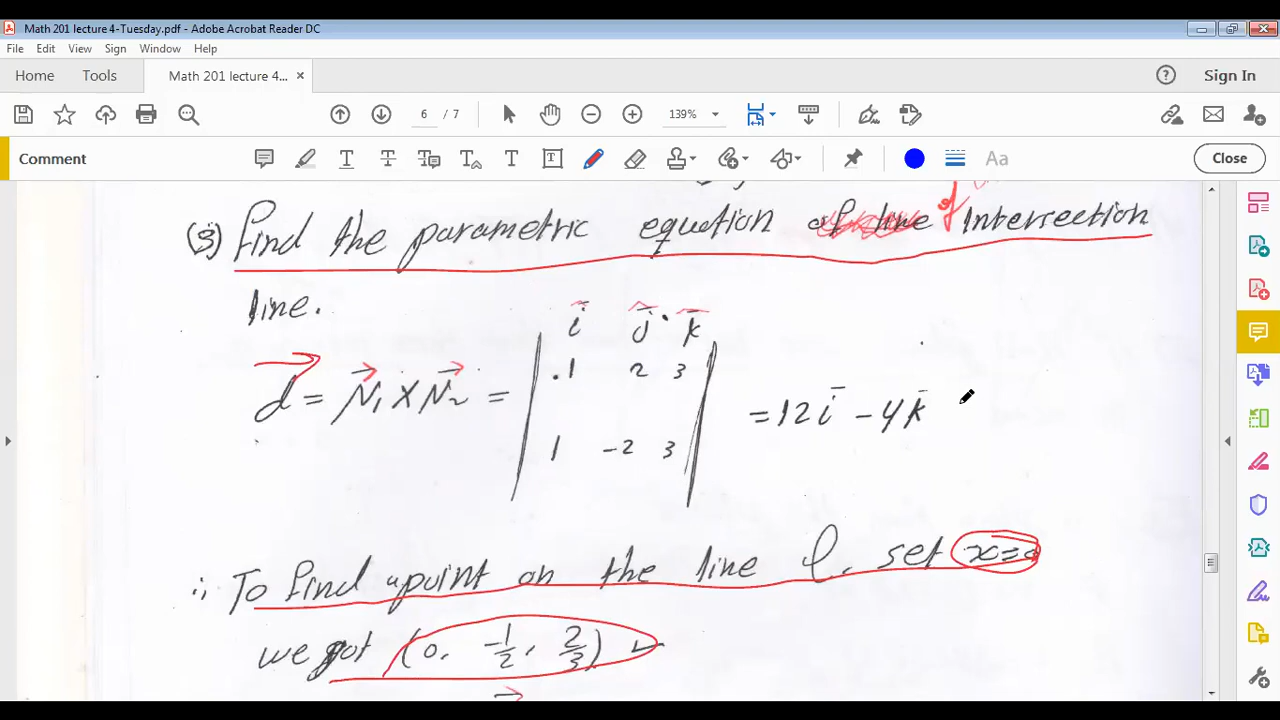 Math 201 lecture 4-Tuesday.pdf - Adobe Acrobat Reader DC
File Edit View Sign Window Help
Home Tools Math 201 lecture 4... × Sign In
6 / 7 139%
Comment Close
(3) Find the parametric equation of Intersection
line.
i j k
d = N₁ X N₂ = | 1 2 3
1 -2 3 | = 12 i - 4 k
∴ To find a point on the line l, set x=0
we got (0, -1/2, 2/3)